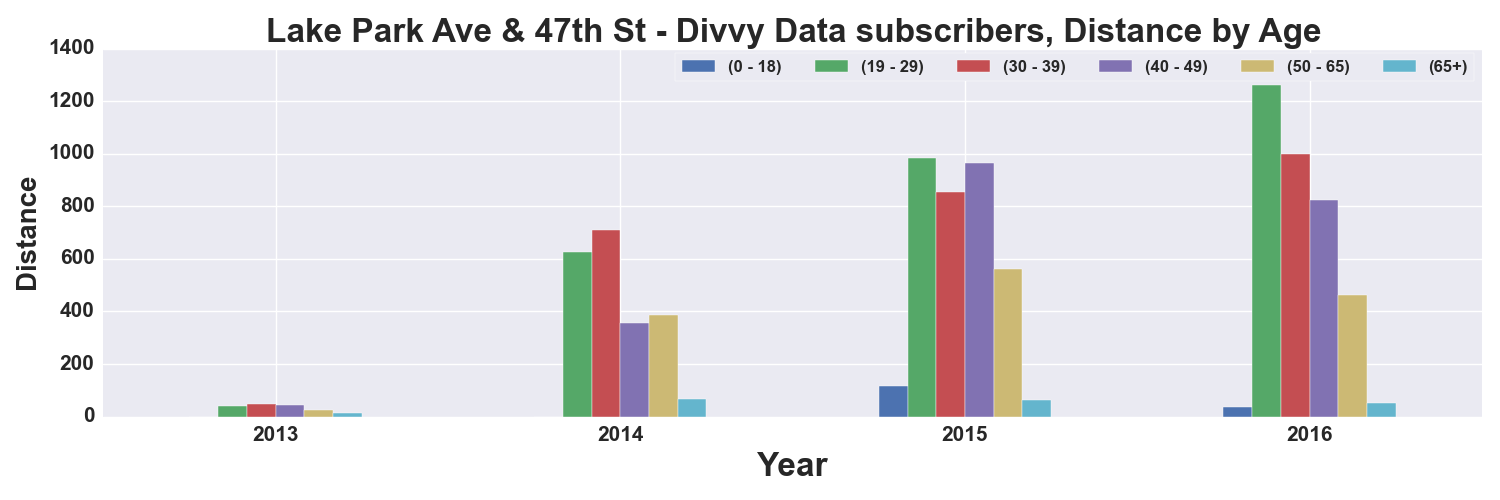 Lake Park Ave & 47th St - Divvy Data subscribers, Distance by Age
(0 - 18) (19 - 29) (30 - 39) (40 - 49) (50 - 65) (65+)
1400
1200
1000
800
600
400
200
0
Distance
2013 2014 2015 2016
Year